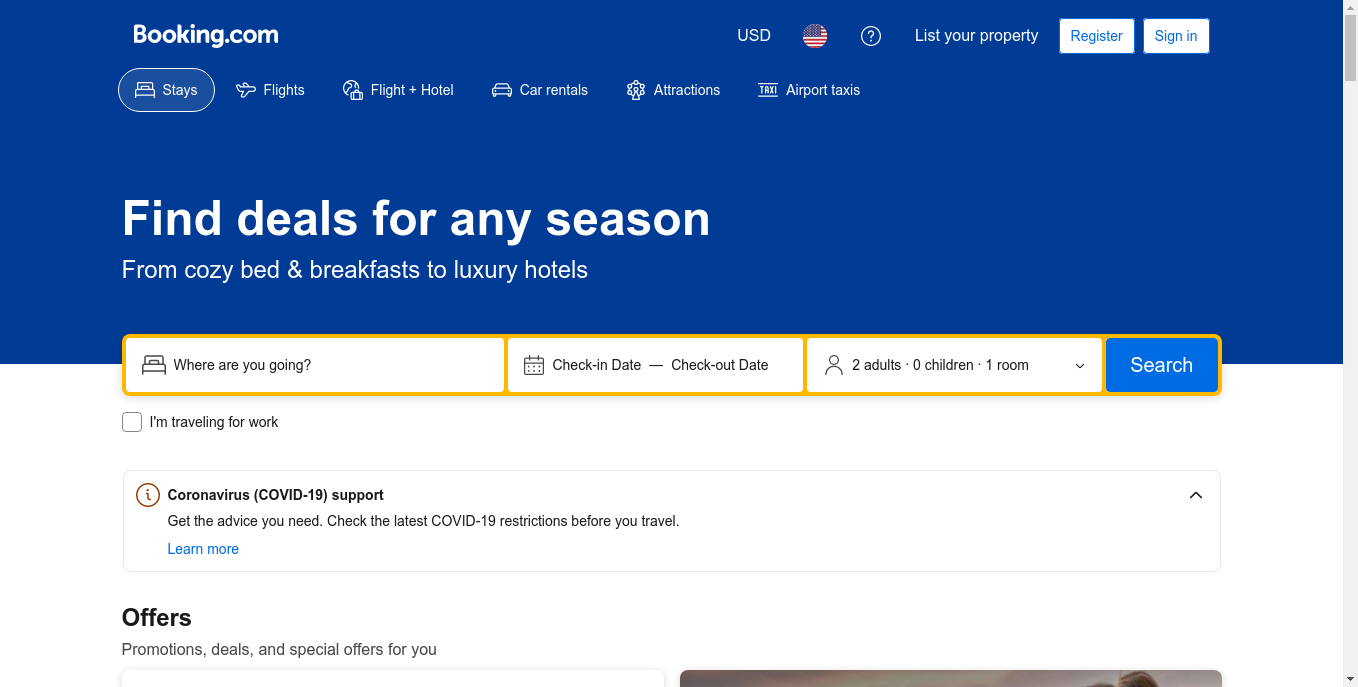 Booking.com
USD
List your property
Register
Sign in
Stays
Flights
Flight + Hotel
Car rentals
Attractions
TAXI Airport taxis
Find deals for any season
From cozy bed & breakfasts to luxury hotels
Where are you going?
Check-in Date — Check-out Date
2 adults · 0 children · 1 room
Search
I'm traveling for work
Coronavirus (COVID-19) support
Get the advice you need. Check the latest COVID-19 restrictions before you travel.
Learn more
Offers
Promotions, deals, and special offers for you